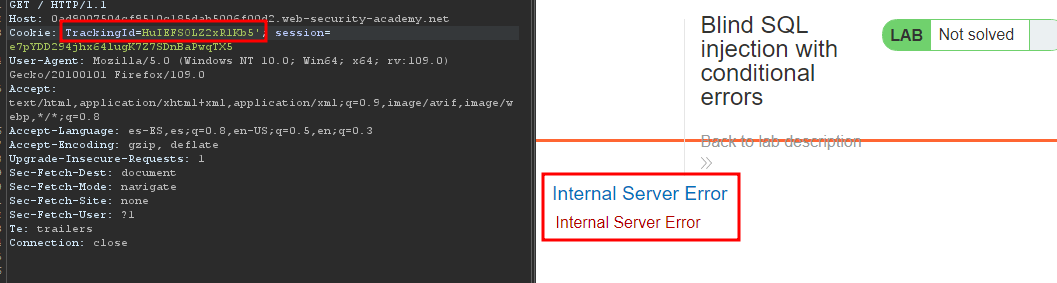 GET / HTTP/1.1
Host: 0ad9007504cf9510c185dab5006f00d2.web-security-academy.net
Cookie: TrackingId=HuIEFS0LZ2xR1Kb5'; session=
e7pYDD294jhx641ugK7Z7SDnBaPwqTX5
User-Agent: Mozilla/5.0 (Windows NT 10.0; Win64; x64; rv:109.0)
Gecko/20100101 Firefox/109.0
Accept:
text/html,application/xhtml+xml,application/xml;q=0.9,image/avif,image/w
ebp,*/*;q=0.8
Accept-Language: es-ES,es;q=0.8,en-US;q=0.5,en;q=0.3
Accept-Encoding: gzip, deflate
Upgrade-Insecure-Requests: 1
Sec-Fetch-Dest: document
Sec-Fetch-Mode: navigate
Sec-Fetch-Site: none
Sec-Fetch-User: ?1
Te: trailers
Connection: close
Blind SQL
injection with
conditional
errors
LAB Not solved
Back to lab description
Internal Server Error
Internal Server Error